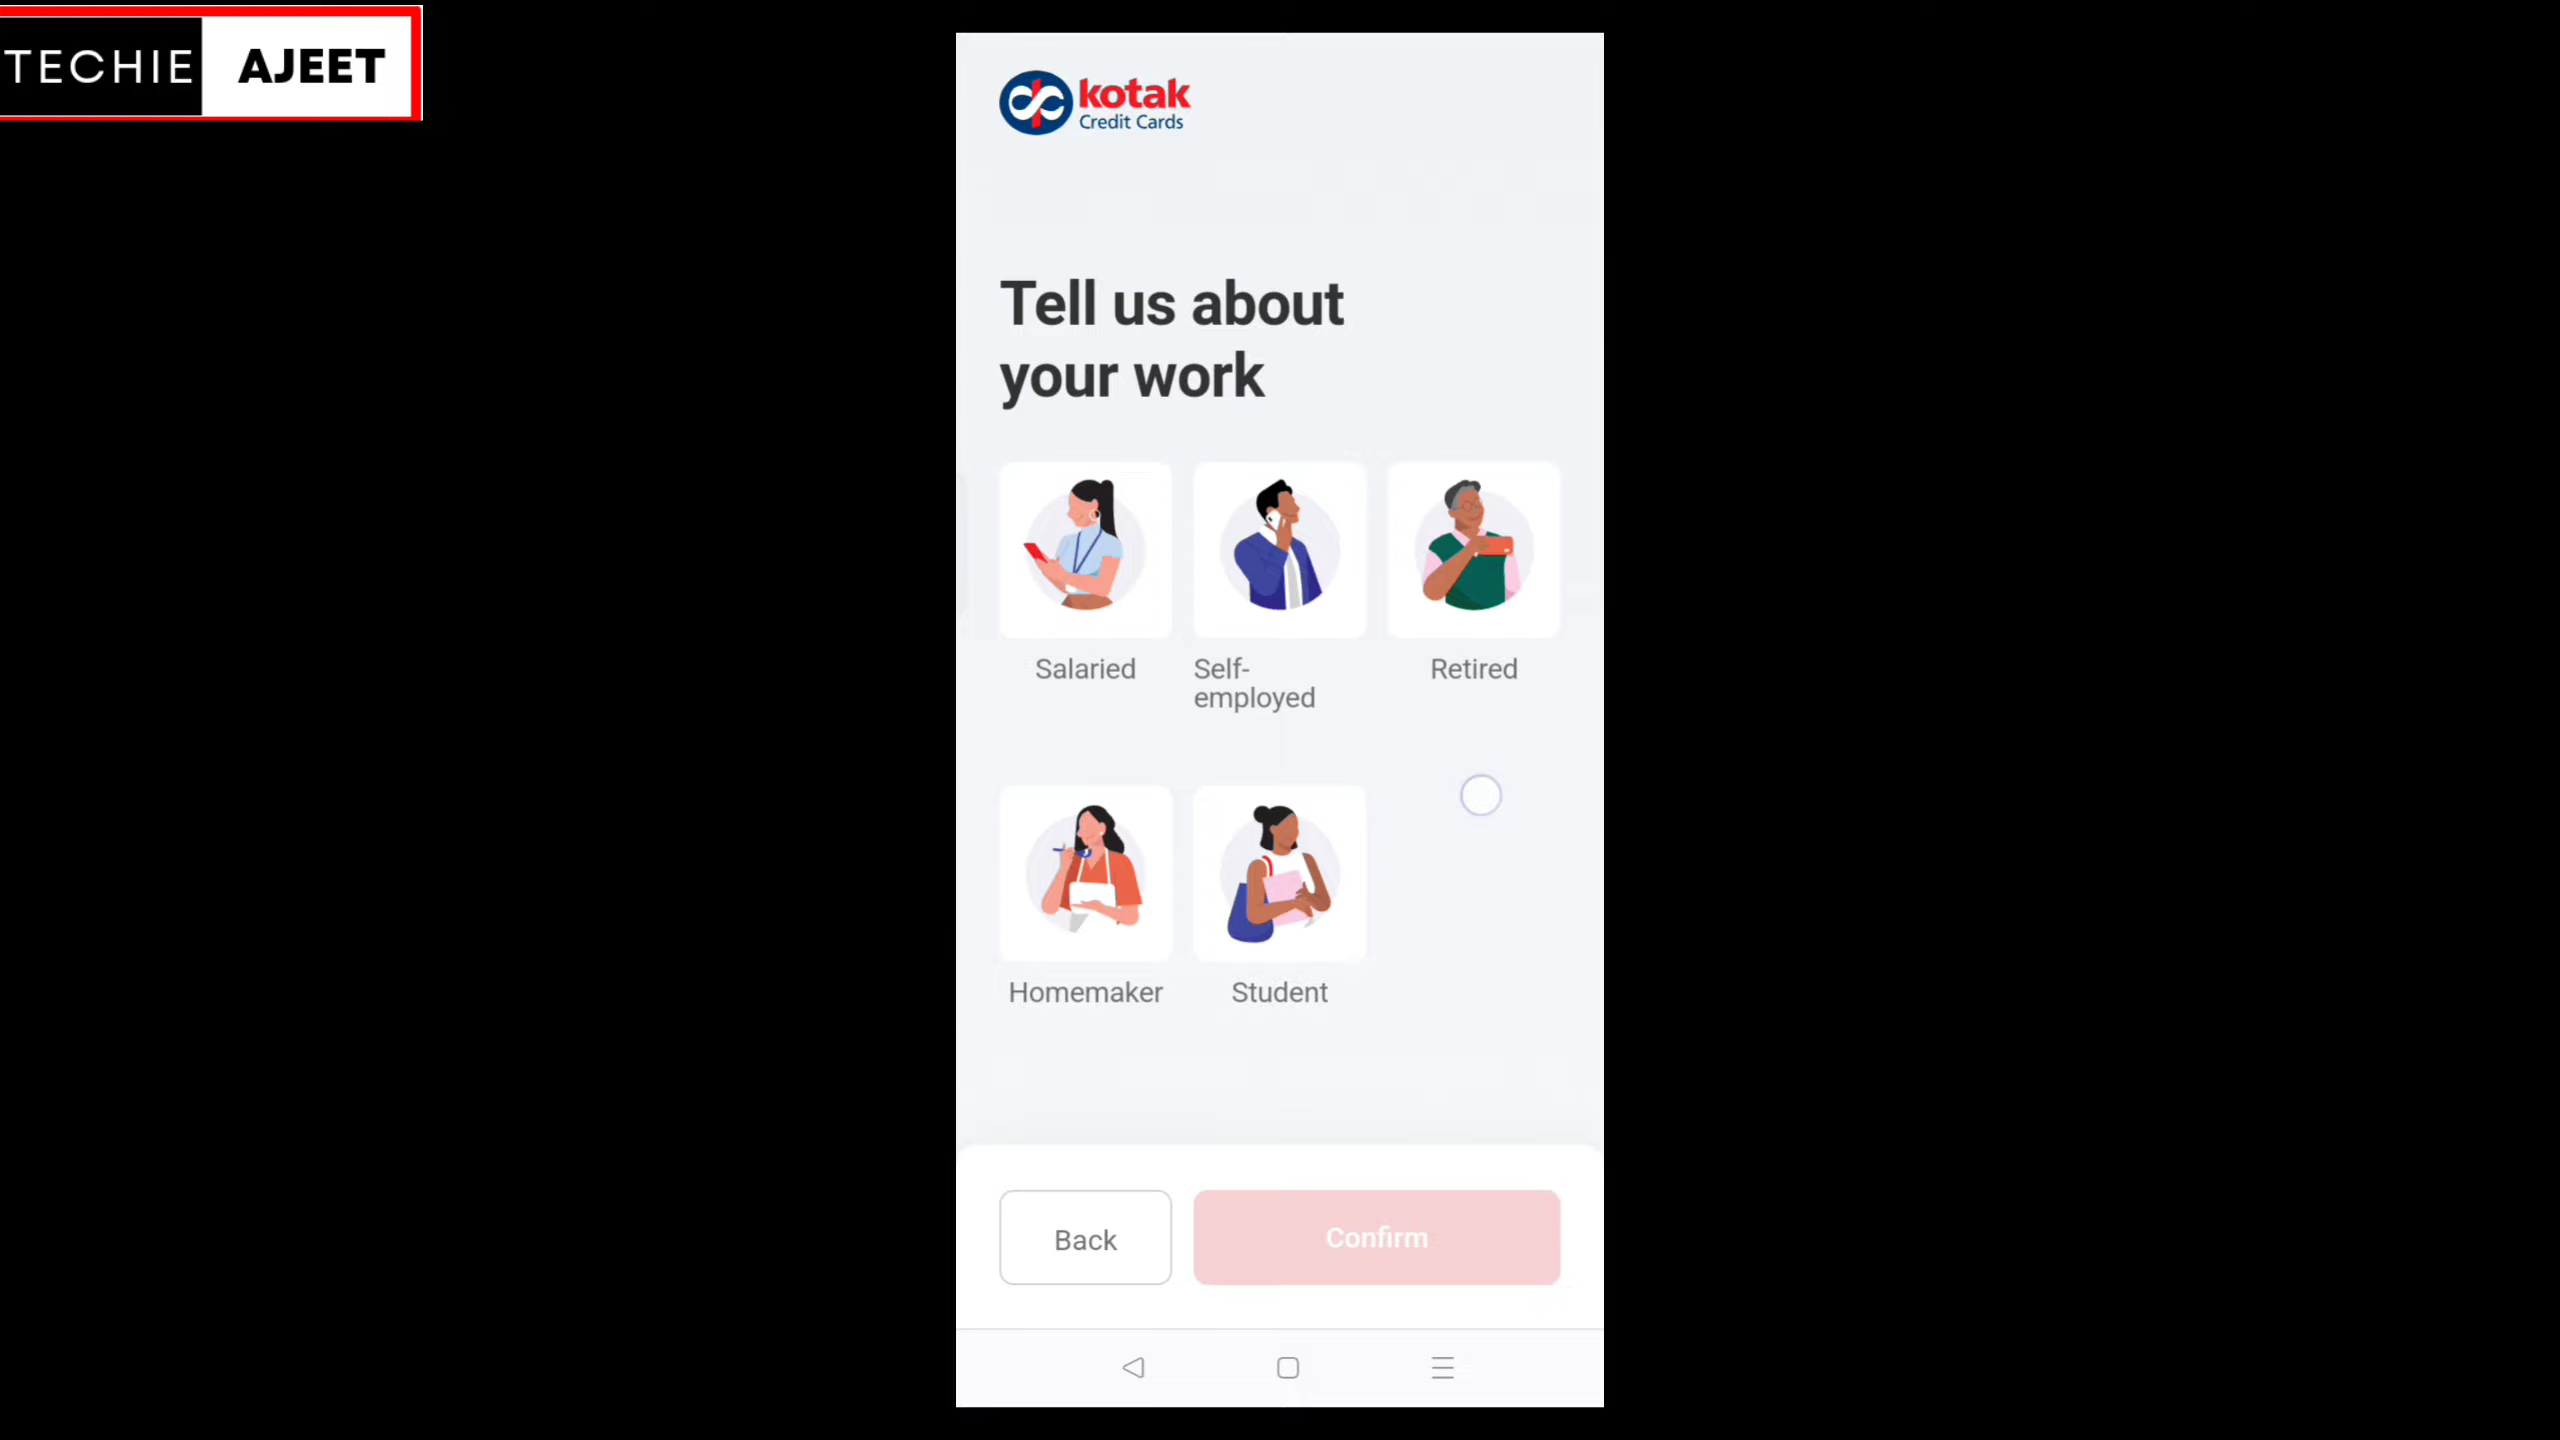 TECHIE AJEET
kotak
Credit Cards
Tell us about
your work
Salaried
Self-
employed
Retired
Homemaker
Student
Back
Confirm